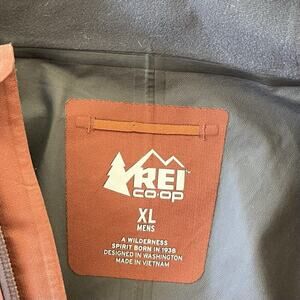 REI
CO·OP
XL
MENS
A WILDERNESS
SPIRIT BORN IN 1938
DESIGNED IN WASHINGTON
MADE IN VIETNAM